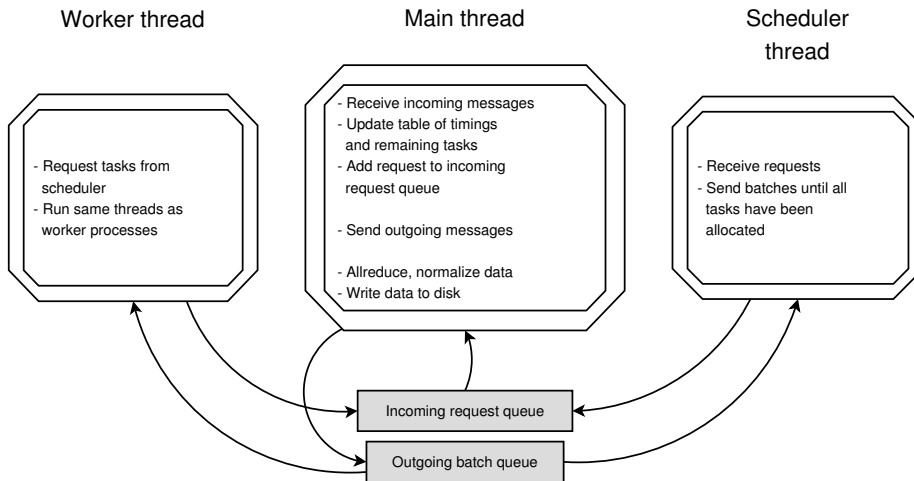 Worker thread
Main thread
Scheduler
thread
- Request tasks from
scheduler
- Run same threads as
worker processes
- Receive incoming messages
- Update table of timings
and remaining tasks
- Add request to incoming
request queue
- Send outgoing messages
- Allreduce, normalize data
- Write data to disk
- Receive requests
- Send batches until all
tasks have been
allocated
Incoming request queue
Outgoing batch queue